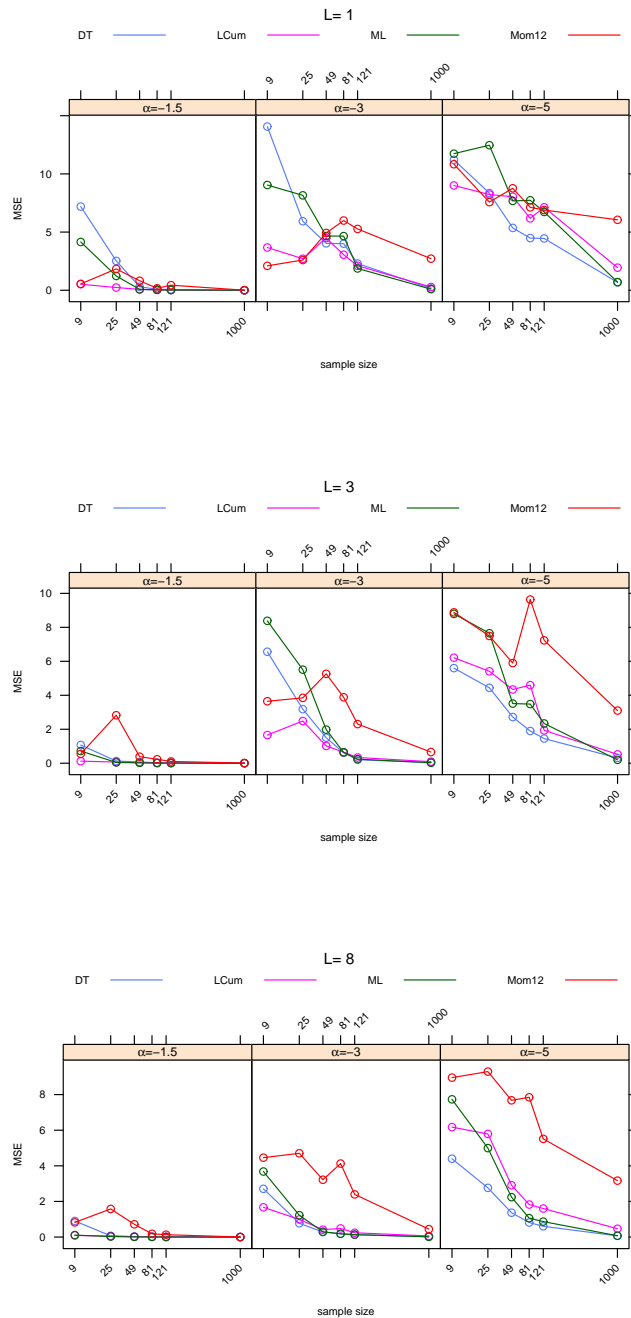 L= 1
DT LCum ML Mom12
9 25 49 81 121 1000
α=−1.5 α=−3 α=−5
MSE
0 5 10
9 25 49 81 121 1000 9 25 49 81 121 1000
sample size
L= 3
DT LCum ML Mom12
9 25 49 81 121 1000
α=−1.5 α=−3 α=−5
MSE
0 2 4 6 8 10
9 25 49 81 121 1000 9 25 49 81 121 1000
sample size
L= 8
DT LCum ML Mom12
9 25 49 81 121 1000
α=−1.5 α=−3 α=−5
MSE
0 2 4 6 8
9 25 49 81 121 1000 9 25 49 81 121 1000
sample size